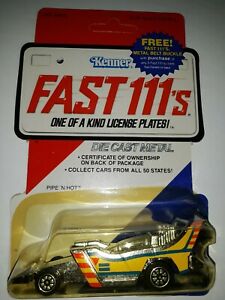 FREE!
FAST 111's
METAL BELT BUCKLE
with purchase of
Kenner
FAST 111's
ONE OF A KIND LICENSE PLATES!
DIE CAST METAL
• CERTIFICATE OF OWNERSHIP
ON BACK OF PACKAGE
• COLLECT CARS FROM ALL 50 STATES!
PIPE 'N HOT